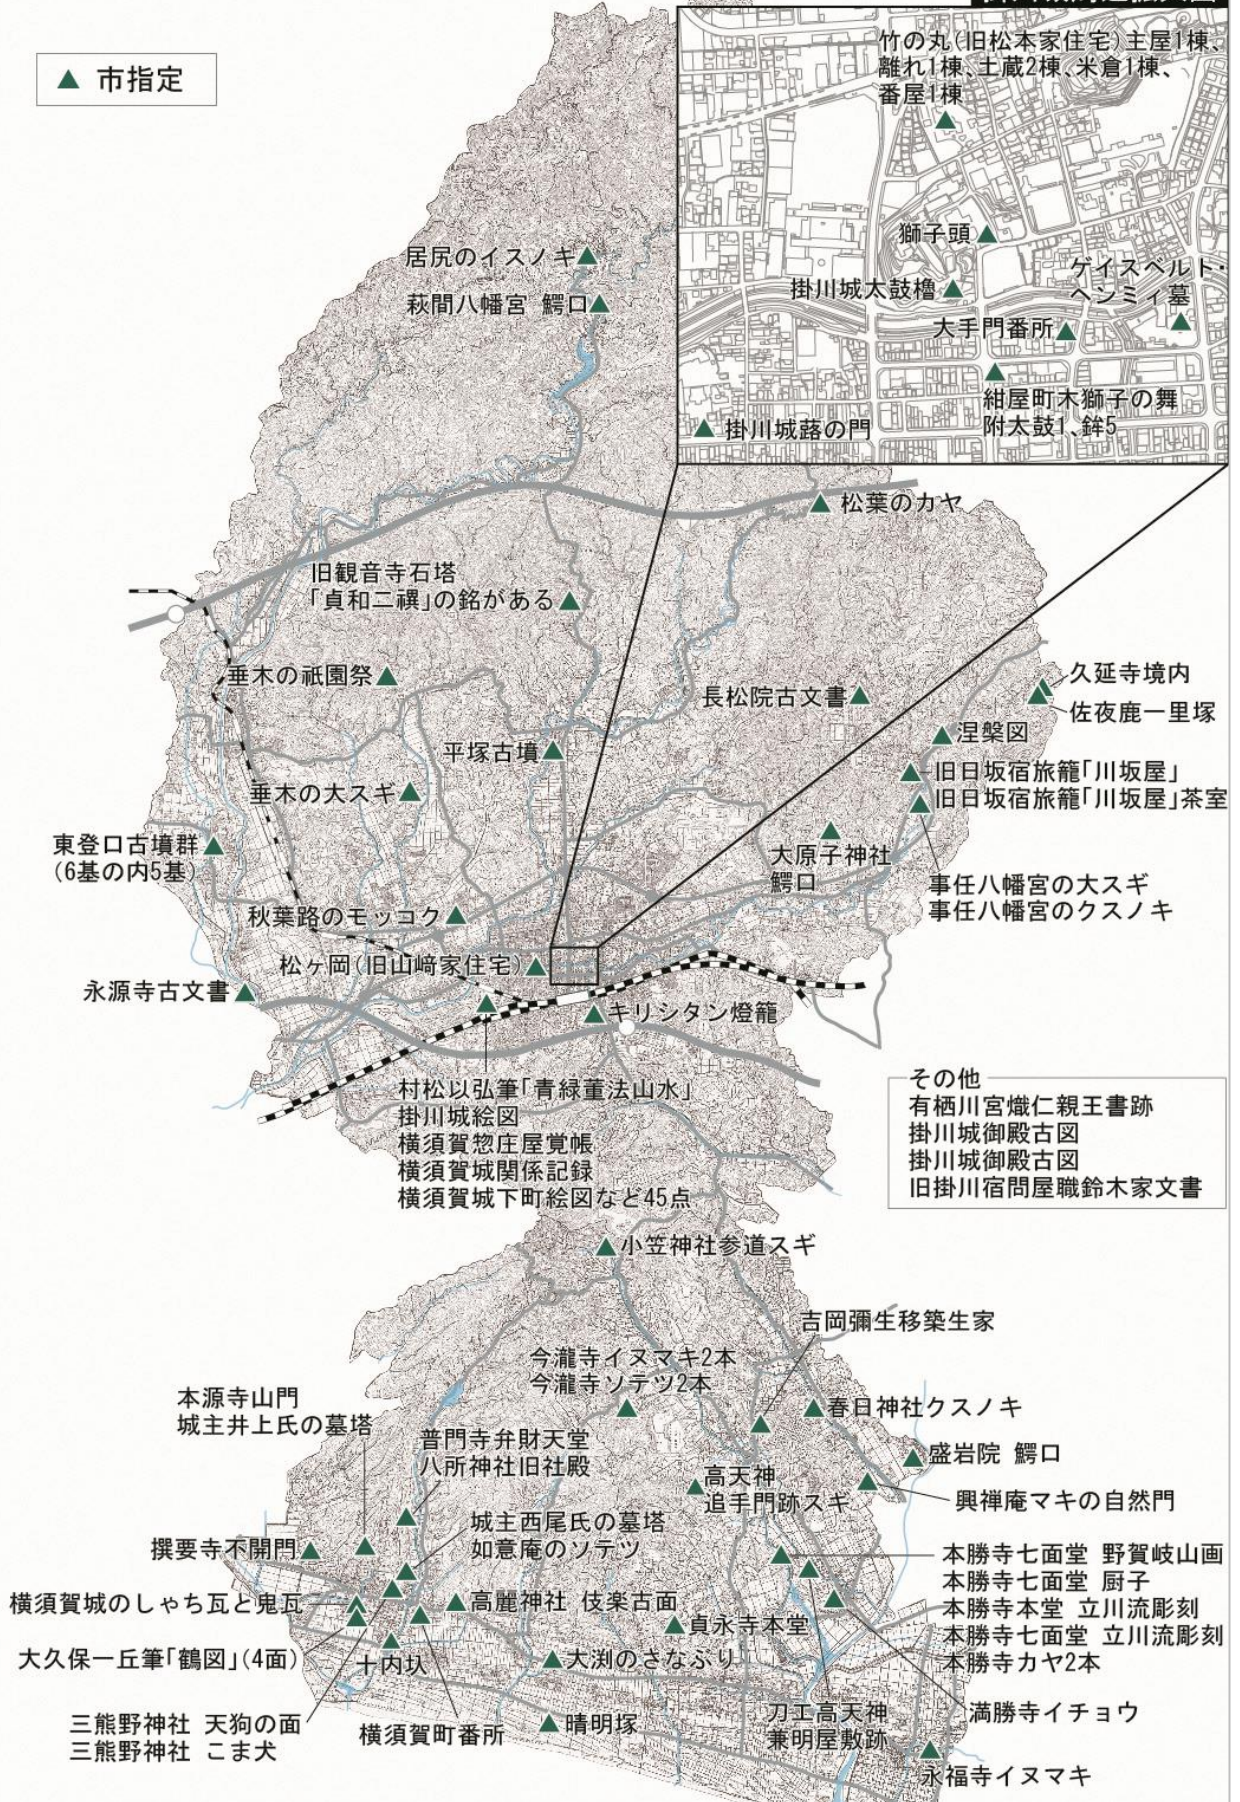 市指定
竹の丸(旧松本家住宅)主屋1棟、
離れ1棟、土蔵2棟、米倉1棟、
番屋1棟
獅子頭
掛川城太鼓櫓
ゲイスベルト・
ヘンミィ墓
大手門番所
紺屋町木獅子の舞
附太鼓1、鉾5
掛川城蕗の門
居尻のイスノキ
萩間八幡宮 鰐口
松葉のカヤ
旧観音寺石塔
「貞和二禩」の銘がある
垂木の祇園祭
長松院古文書
久延寺境内
佐夜鹿一里塚
涅槃図
平塚古墳
旧日坂宿旅籠「川坂屋」
旧日坂宿旅籠「川坂屋」茶室
垂木の大スギ
東登口古墳群
(6基の内5基)
大原子神社
鰐口
事任八幡宮の大スギ
事任八幡宮のクスノキ
秋葉路のモッコク
松ヶ岡(旧山﨑家住宅)
永源寺古文書
キリシタン燈籠
村松以弘筆「青緑董法山水」
掛川城絵図
横須賀惣庄屋覚帳
横須賀城関係記録
横須賀城下町絵図など45点
その他
有栖川宮熾仁親王書跡
掛川城御殿古図
掛川城御殿古図
旧掛川宿問屋職鈴木家文書
小笠神社参道スギ
吉岡彌生移築生家
今瀧寺イヌマキ2本
今瀧寺ソテツ2本
春日神社クスノキ
本源寺山門
城主井上氏の墓塔
普門寺弁財天堂
八所神社旧社殿
盛岩院 鰐口
高天神
追手門跡スギ
興禅庵マキの自然門
城主西尾氏の墓塔
如意庵のソテツ
撰要寺不開門
本勝寺七面堂 野賀岐山画
本勝寺七面堂 厨子
本勝寺本堂 立川流彫刻
本勝寺七面堂 立川流彫刻
本勝寺カヤ2本
横須賀城のしゃち瓦と鬼瓦
高麗神社 伎楽古面
貞永寺本堂
大久保一丘筆「鶴図」(4面)
十内圦
大渕のさなぶり
三熊野神社 天狗の面
三熊野神社 こま犬
横須賀町番所
晴明塚
刀工高天神
兼明屋敷跡
満勝寺イチョウ
永福寺イヌマキ